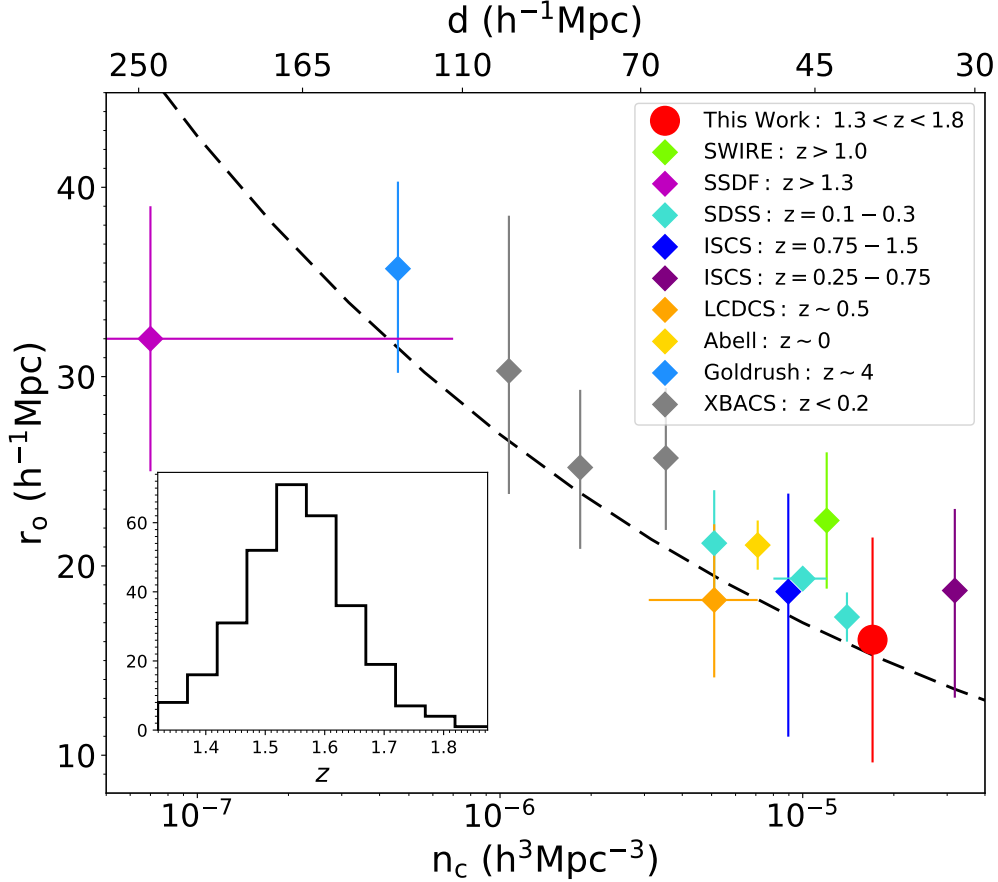 d (h⁻¹Mpc)
250 165 110 70 45 30
This Work: 1.3<z<1.8
SWIRE: z>1.0
SSDF: z>1.3
SDSS: z=0.1−0.3
ISCS: z=0.75−1.5
ISCS: z=0.25−0.75
LCDCS: z~0.5
Abell: z~0
Goldrush: z~4
XBACS: z<0.2
40
30
20
10
r₀ (h⁻¹Mpc)
60
40
20
0
1.4 1.5 1.6 1.7 1.8
z
10⁻⁷ 10⁻⁶ 10⁻⁵
n_c (h³Mpc⁻³)